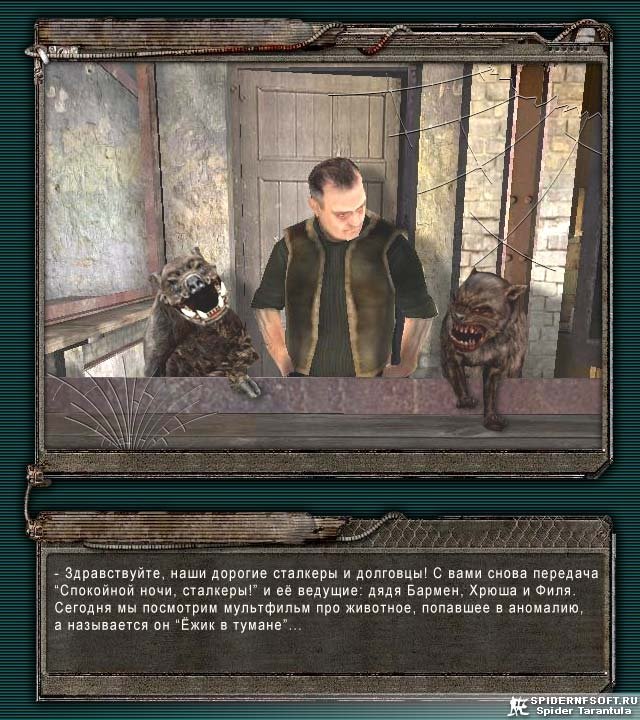 - Здравствуйте, наши дорогие сталкеры и долговцы! С вами снова передача
“Спокойной ночи, сталкеры!” и её ведущие: дядя Бармен, Хрюша и Филя.
Сегодня мы посмотрим мультфильм про животное, попавшее в аномалию,
а называется он “Ёжик в тумане”...
SPIDERNFSOFT.RU
Spider Tarantula